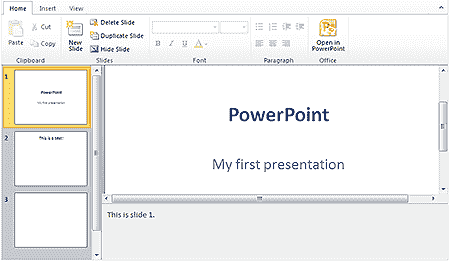 Home Insert View
Paste
Cut
Copy
Clipboard
New Slide
Delete Slide
Duplicate Slide
Hide Slide
Slides
B I U A
Font
Paragraph
Open in PowerPoint
Office
1
PowerPoint
My first presentation
2
This is a test!
3
PowerPoint
My first presentation
This is slide 1.